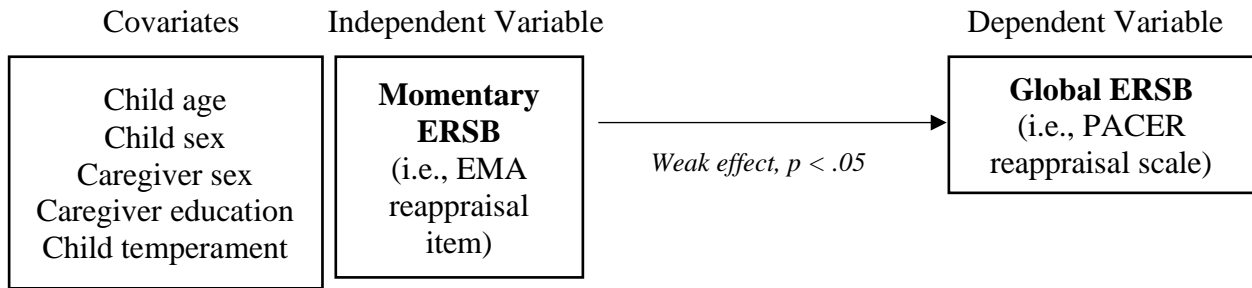 Covariates
Independent Variable
Dependent Variable
Child age
Child sex
Caregiver sex
Caregiver education
Child temperament
Momentary
ERSB
(i.e., EMA
reappraisal
item)
Weak effect, p < .05
Global ERSB
(i.e., PACER
reappraisal scale)